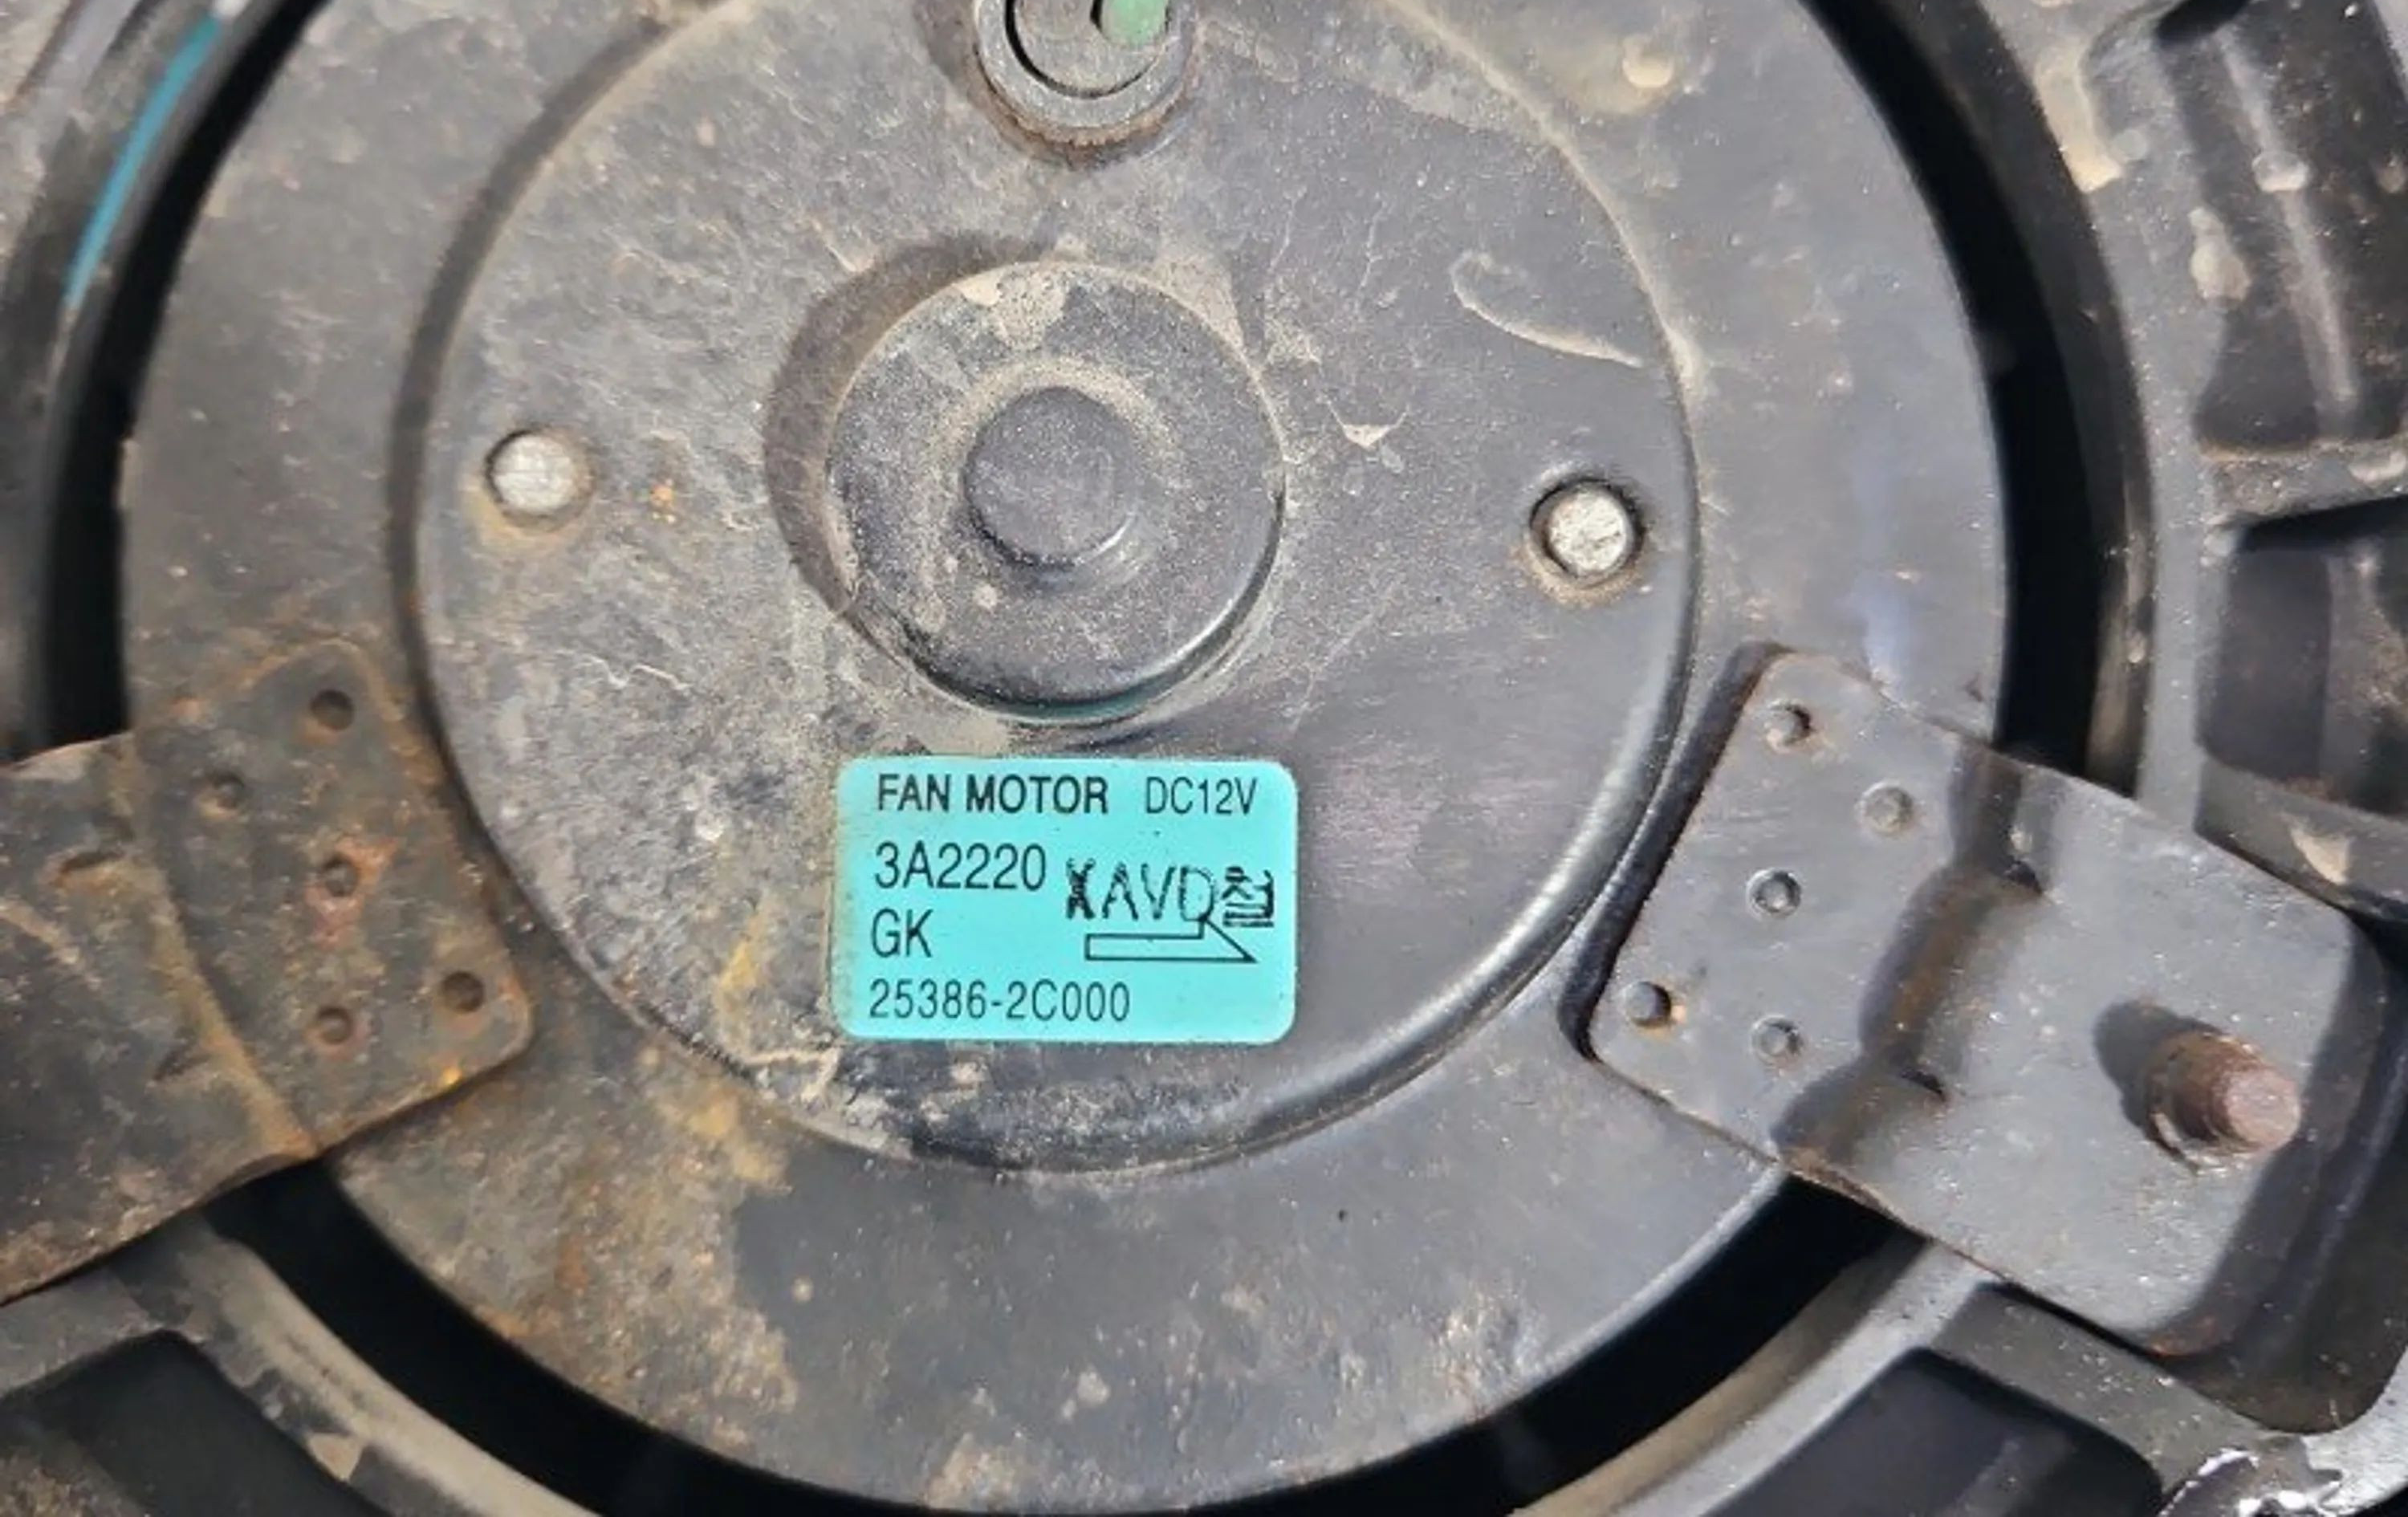 FAN MOTOR DC12V
3A2220 XAVD철
GK
25386-2C000